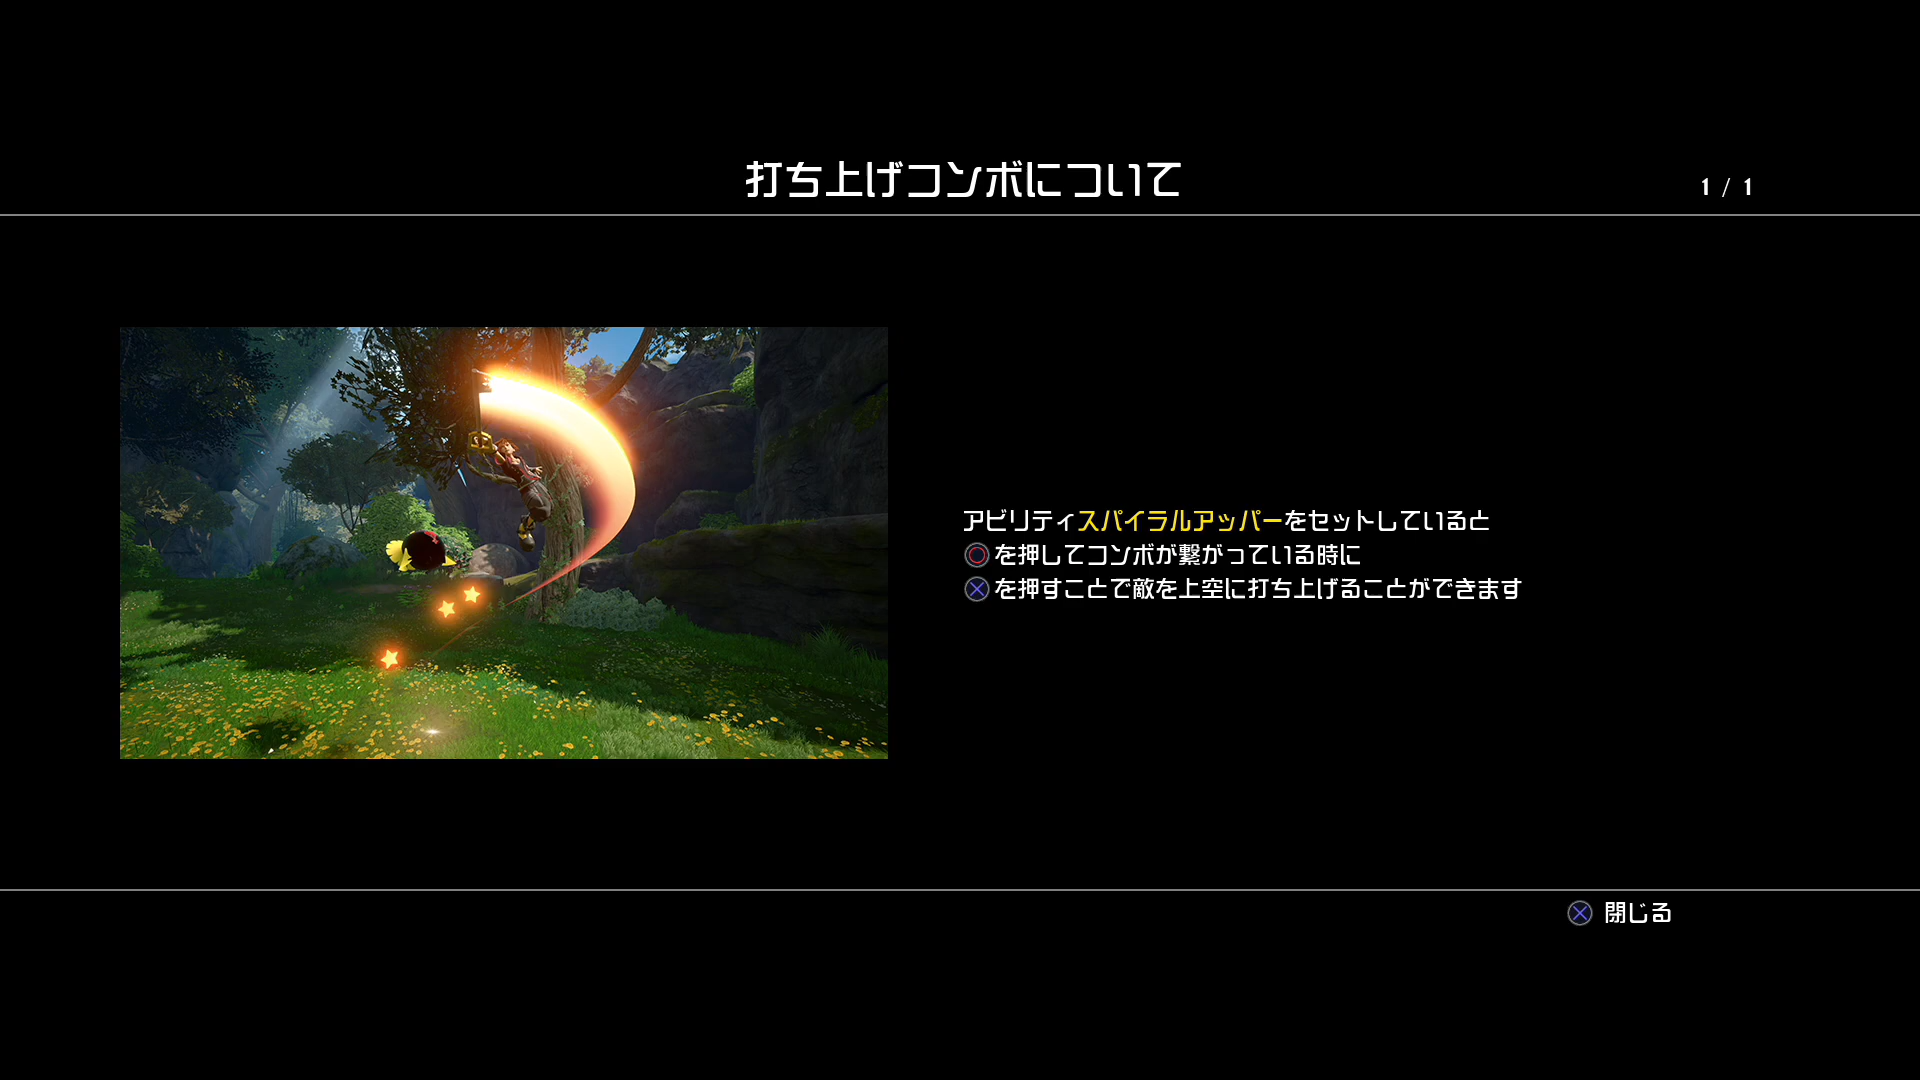 打ち上げコンボについて
1 / 1
アビリティスパイラルアッパーをセットしていると
◯を押してコンボが繋がっている時に
✕を押すことで敵を上空に打ち上げることができます
✕ 閉じる